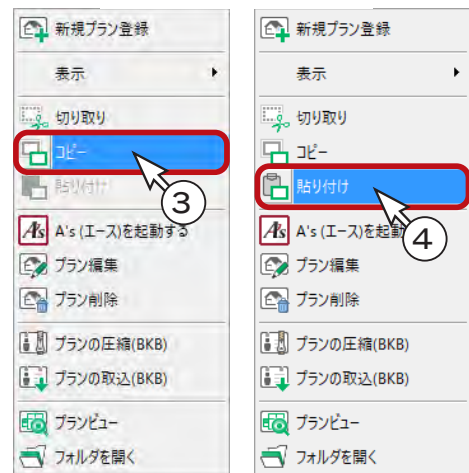 新規プラン登録
表示
切り取り
コピー
貼り付け
3
A's A's (エース)を起動する
プラン編集
プラン削除
プランの圧縮(BKB)
プランの取込(BKB)
プランビュー
フォルダを開く
新規プラン登録
表示
切り取り
コピー
貼り付け
4
A's A's (エース)を起動
プラン編集
プラン削除
プランの圧縮(BKB)
プランの取込(BKB)
プランビュー
フォルダを開く